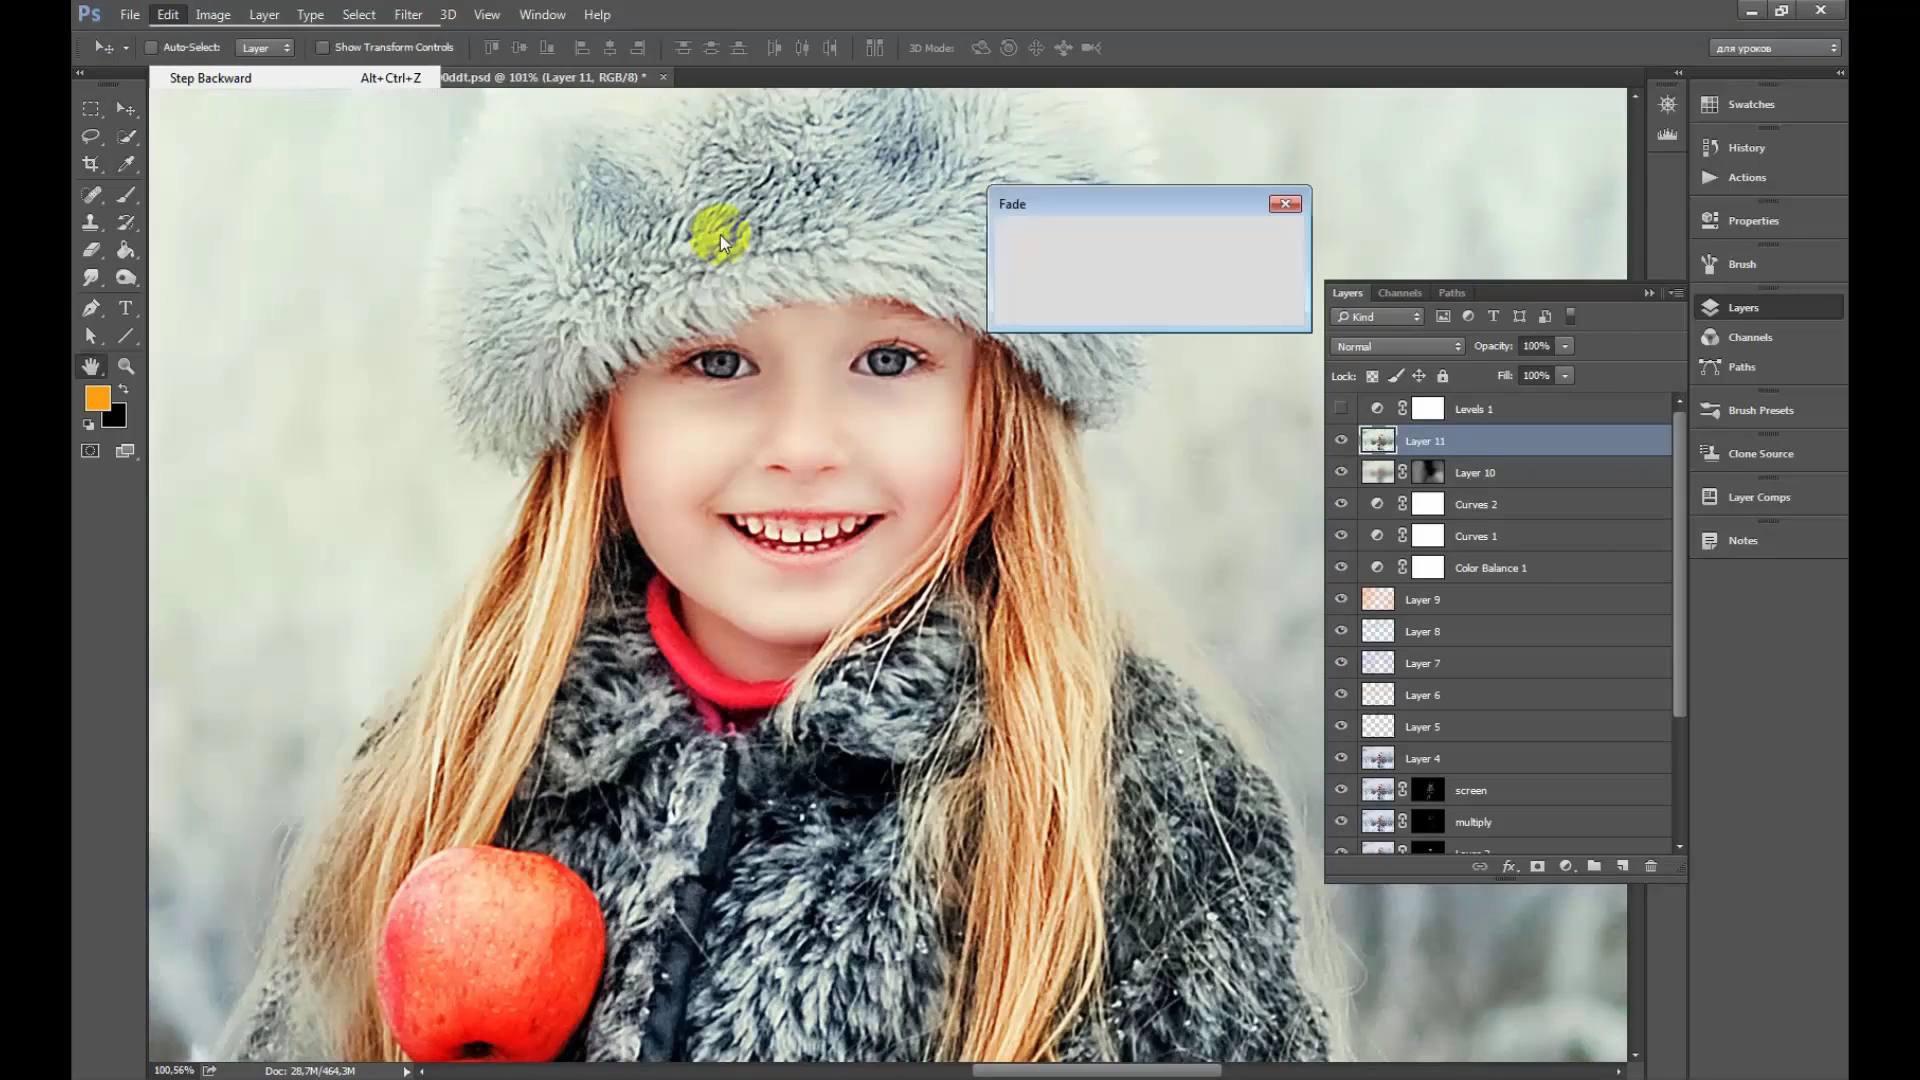 Ps File Edit Image Layer Type Select Filter 3D View Window Help
Auto-Select: Layer Show Transform Controls 3D Mode: для уроков
Step Backward Alt+Ctrl+Z
0ddt.psd @ 101% (Layer 11, RGB/8) *
Fade
Layers Channels Paths
Kind
Normal Opacity: 100%
Lock: Fill: 100%
Levels 1
Layer 11
Layer 10
Curves 2
Curves 1
Color Balance 1
Layer 9
Layer 8
Layer 7
Layer 6
Layer 5
Layer 4
screen
multiply
Swatches
History
Actions
Properties
Brush
Layers
Channels
Paths
Brush Presets
Clone Source
Layer Comps
Notes
100,56% Doc: 28,7M/464,3M